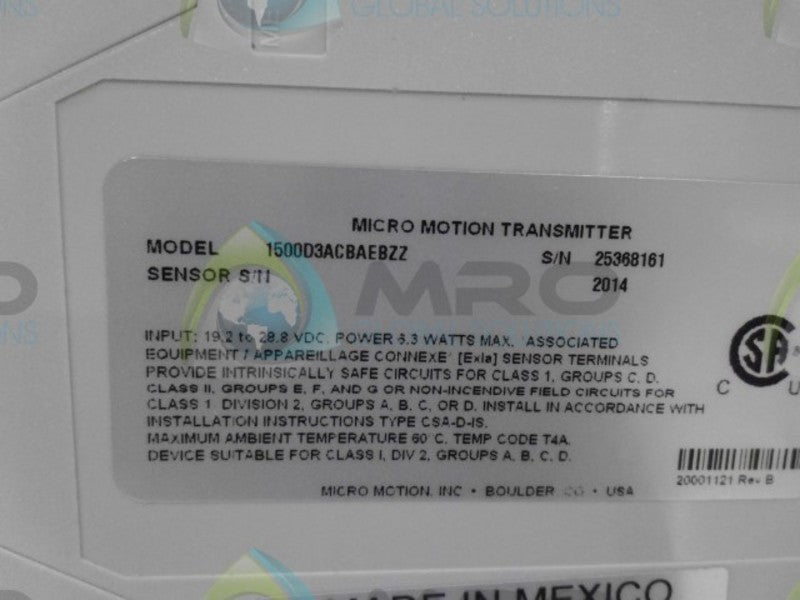 GLOBAL SOLUTIONS
MICRO MOTION TRANSMITTER
MODEL 1500D3ACBAEBZZ S/N 25368161
SENSOR S/N 2014
MRO
INPUT: 19.2 to 28.8 VDC, POWER 6.3 WATTS MAX. ASSOCIATED
EQUIPMENT / APPAREILLAGE CONNEXE [ExIa] SENSOR TERMINALS
PROVIDE INTRINSICALLY SAFE CIRCUITS FOR CLASS 1, GROUPS C, D.
CLASS II, GROUPS E, F, AND G OR NON-INCENDIVE FIELD CIRCUITS FOR
CLASS 1, DIVISION 2, GROUPS A, B, C, OR D. INSTALL IN ACCORDANCE WITH
INSTALLATION INSTRUCTIONS TYPE CSA-D-IS.
MAXIMUM AMBIENT TEMPERATURE 60°C, TEMP CODE T4A.
DEVICE SUITABLE FOR CLASS I, DIV 2, GROUPS A, B, C, D.
SA
C U
20001121 Rev B
MICRO MOTION, INC • BOULDER CO • USA
MADE IN MEXICO